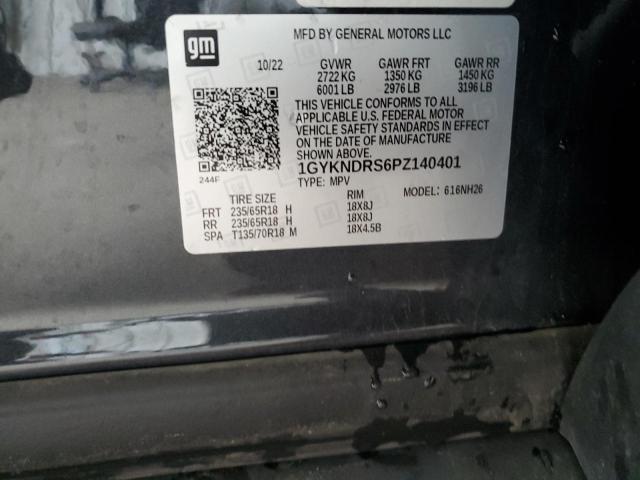 gm
MFD BY GENERAL MOTORS LLC
10/22 GVWR GAWR FRT GAWR RR
2722 KG 1350 KG 1450 KG
6001 LB 2976 LB 3196 LB
THIS VEHICLE CONFORMS TO ALL
APPLICABLE U.S. FEDERAL MOTOR
VEHICLE SAFETY STANDARDS IN EFFECT
ON THE DATE OF MANUFACTURE
SHOWN ABOVE.
1GYKNDRS6PZ140401
244F
TYPE: MPV MODEL: 616NH26
TIRE SIZE RIM
FRT 235/65R18 H 18X8J
RR 235/65R18 H 18X8J
SPA T135/70R18 M 18X4.5B